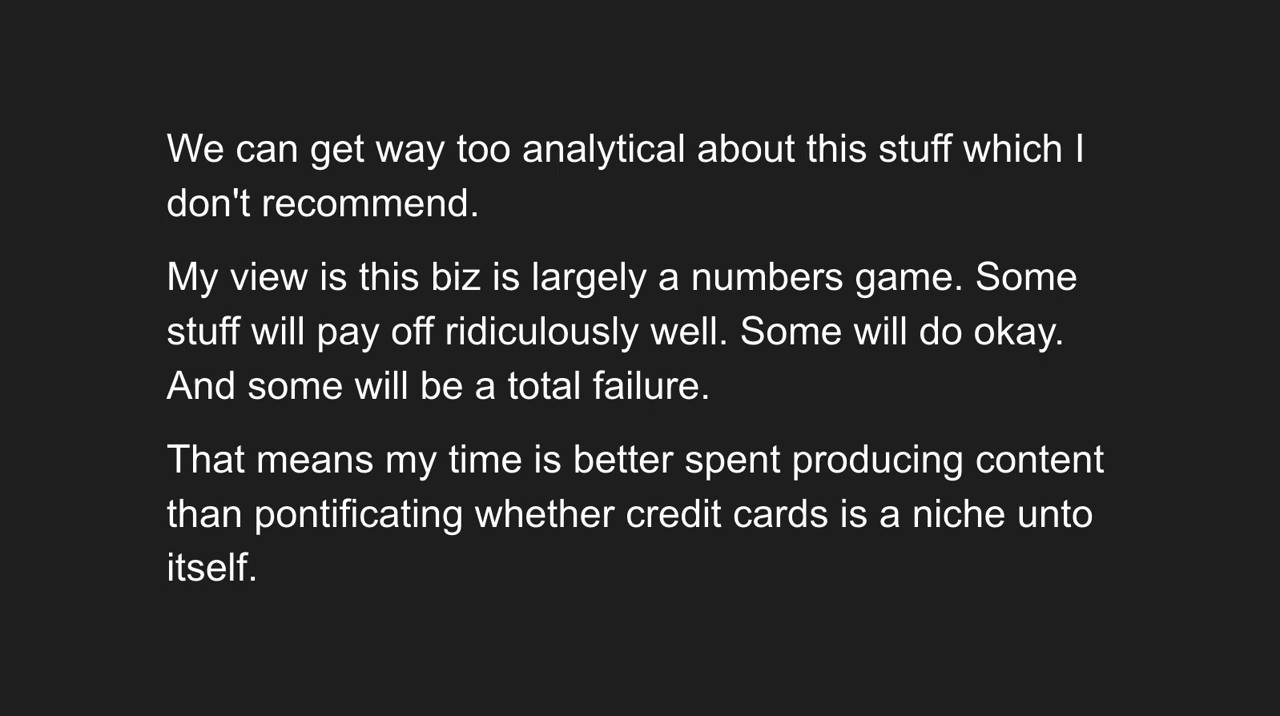 We can get way too analytical about this stuff which I
don't recommend.
My view is this biz is largely a numbers game. Some
stuff will pay off ridiculously well. Some will do okay.
And some will be a total failure.
That means my time is better spent producing content
than pontificating whether credit cards is a niche unto
itself.